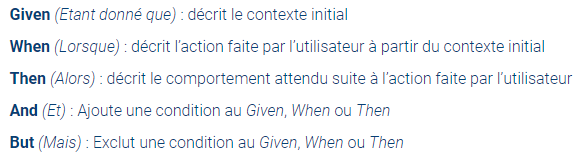 Given (Etant donné que) : décrit le contexte initial
When (Lorsque) : décrit l’action faite par l’utilisateur à partir du contexte initial
Then (Alors) : décrit le comportement attendu suite à l’action faite par l’utilisateur
And (Et) : Ajoute une condition au Given, When ou Then
But (Mais) : Exclut une condition au Given, When ou Then